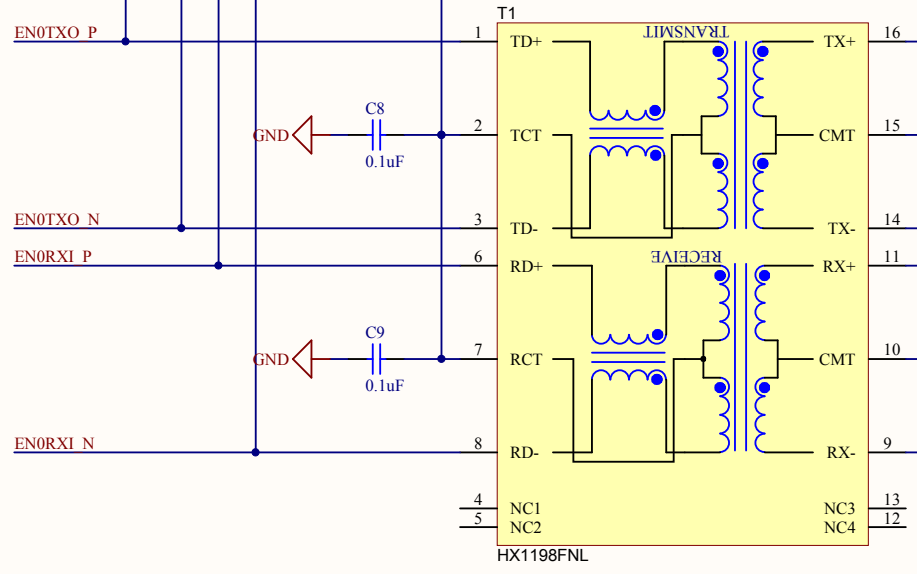 T1
EN0TXO_P 1 TD+ TRANSMIT TX+ 16
C8
GND 2 TCT CMT 15
0.1uF
EN0TXO_N 3 TD- TX- 14
EN0RXI_P 6 RD+ RECEIVE RX+ 11
C9
GND 7 RCT CMT 10
0.1uF
EN0RXI_N 8 RD- RX- 9
4 NC1 NC3 13
5 NC2 NC4 12
HX1198FNL